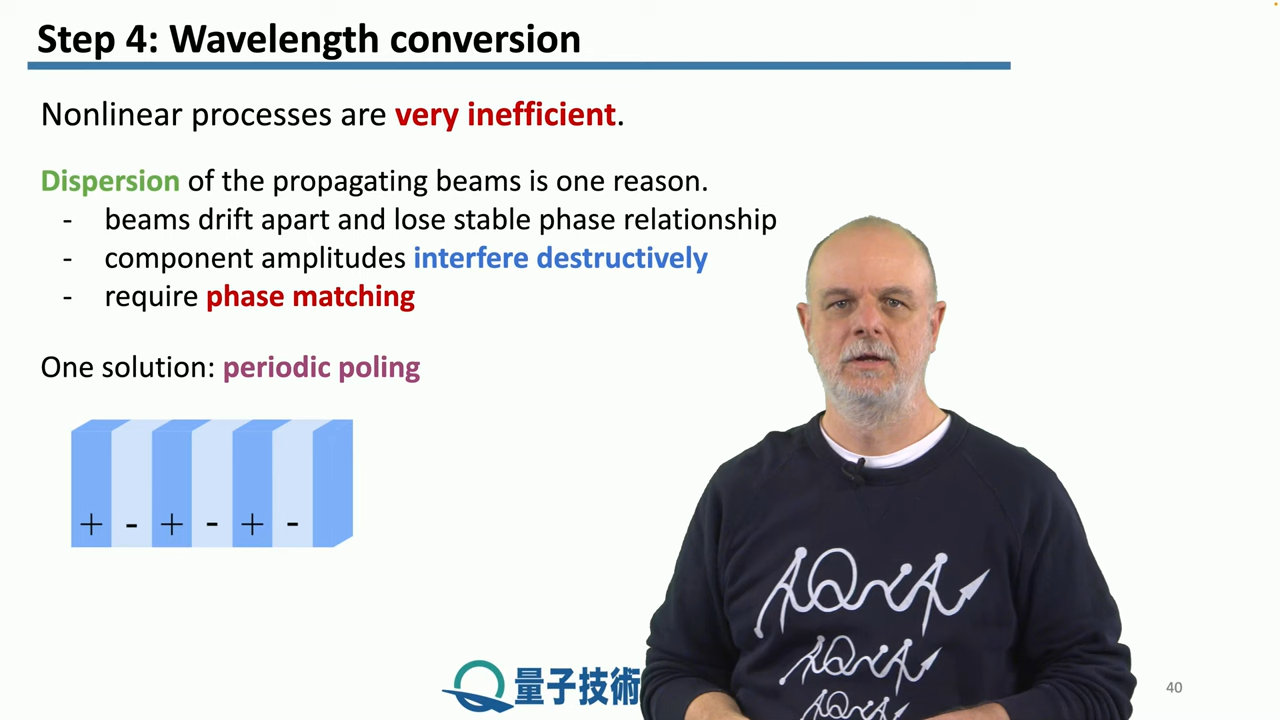 Step 4: Wavelength conversion
Nonlinear processes are very inefficient.
Dispersion of the propagating beams is one reason.
- beams drift apart and lose stable phase relationship
- component amplitudes interfere destructively
- require phase matching
One solution: periodic poling
+ - + - + -
量子技術
40